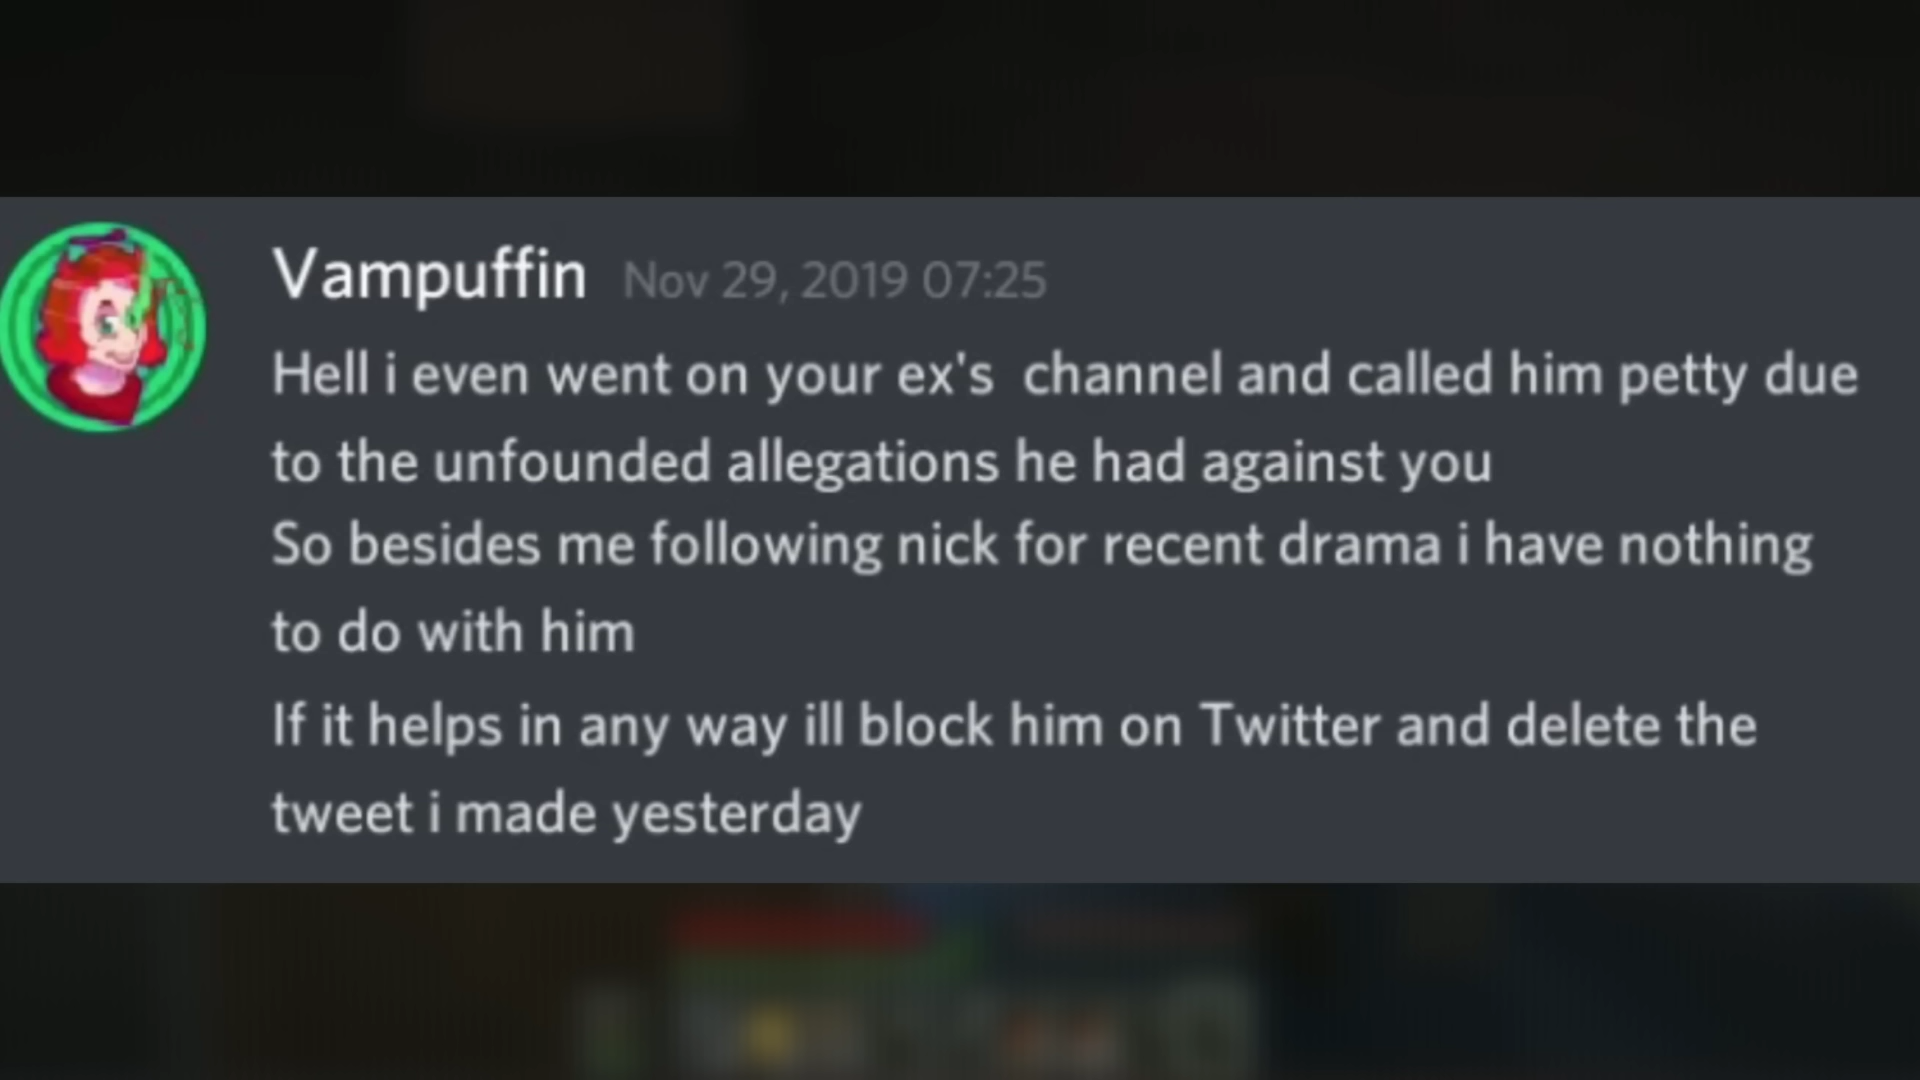 Vampuffin Nov 29, 2019 07:25
Hell i even went on your ex's channel and called him petty due
to the unfounded allegations he had against you
So besides me following nick for recent drama i have nothing
to do with him
If it helps in any way ill block him on Twitter and delete the
tweet i made yesterday